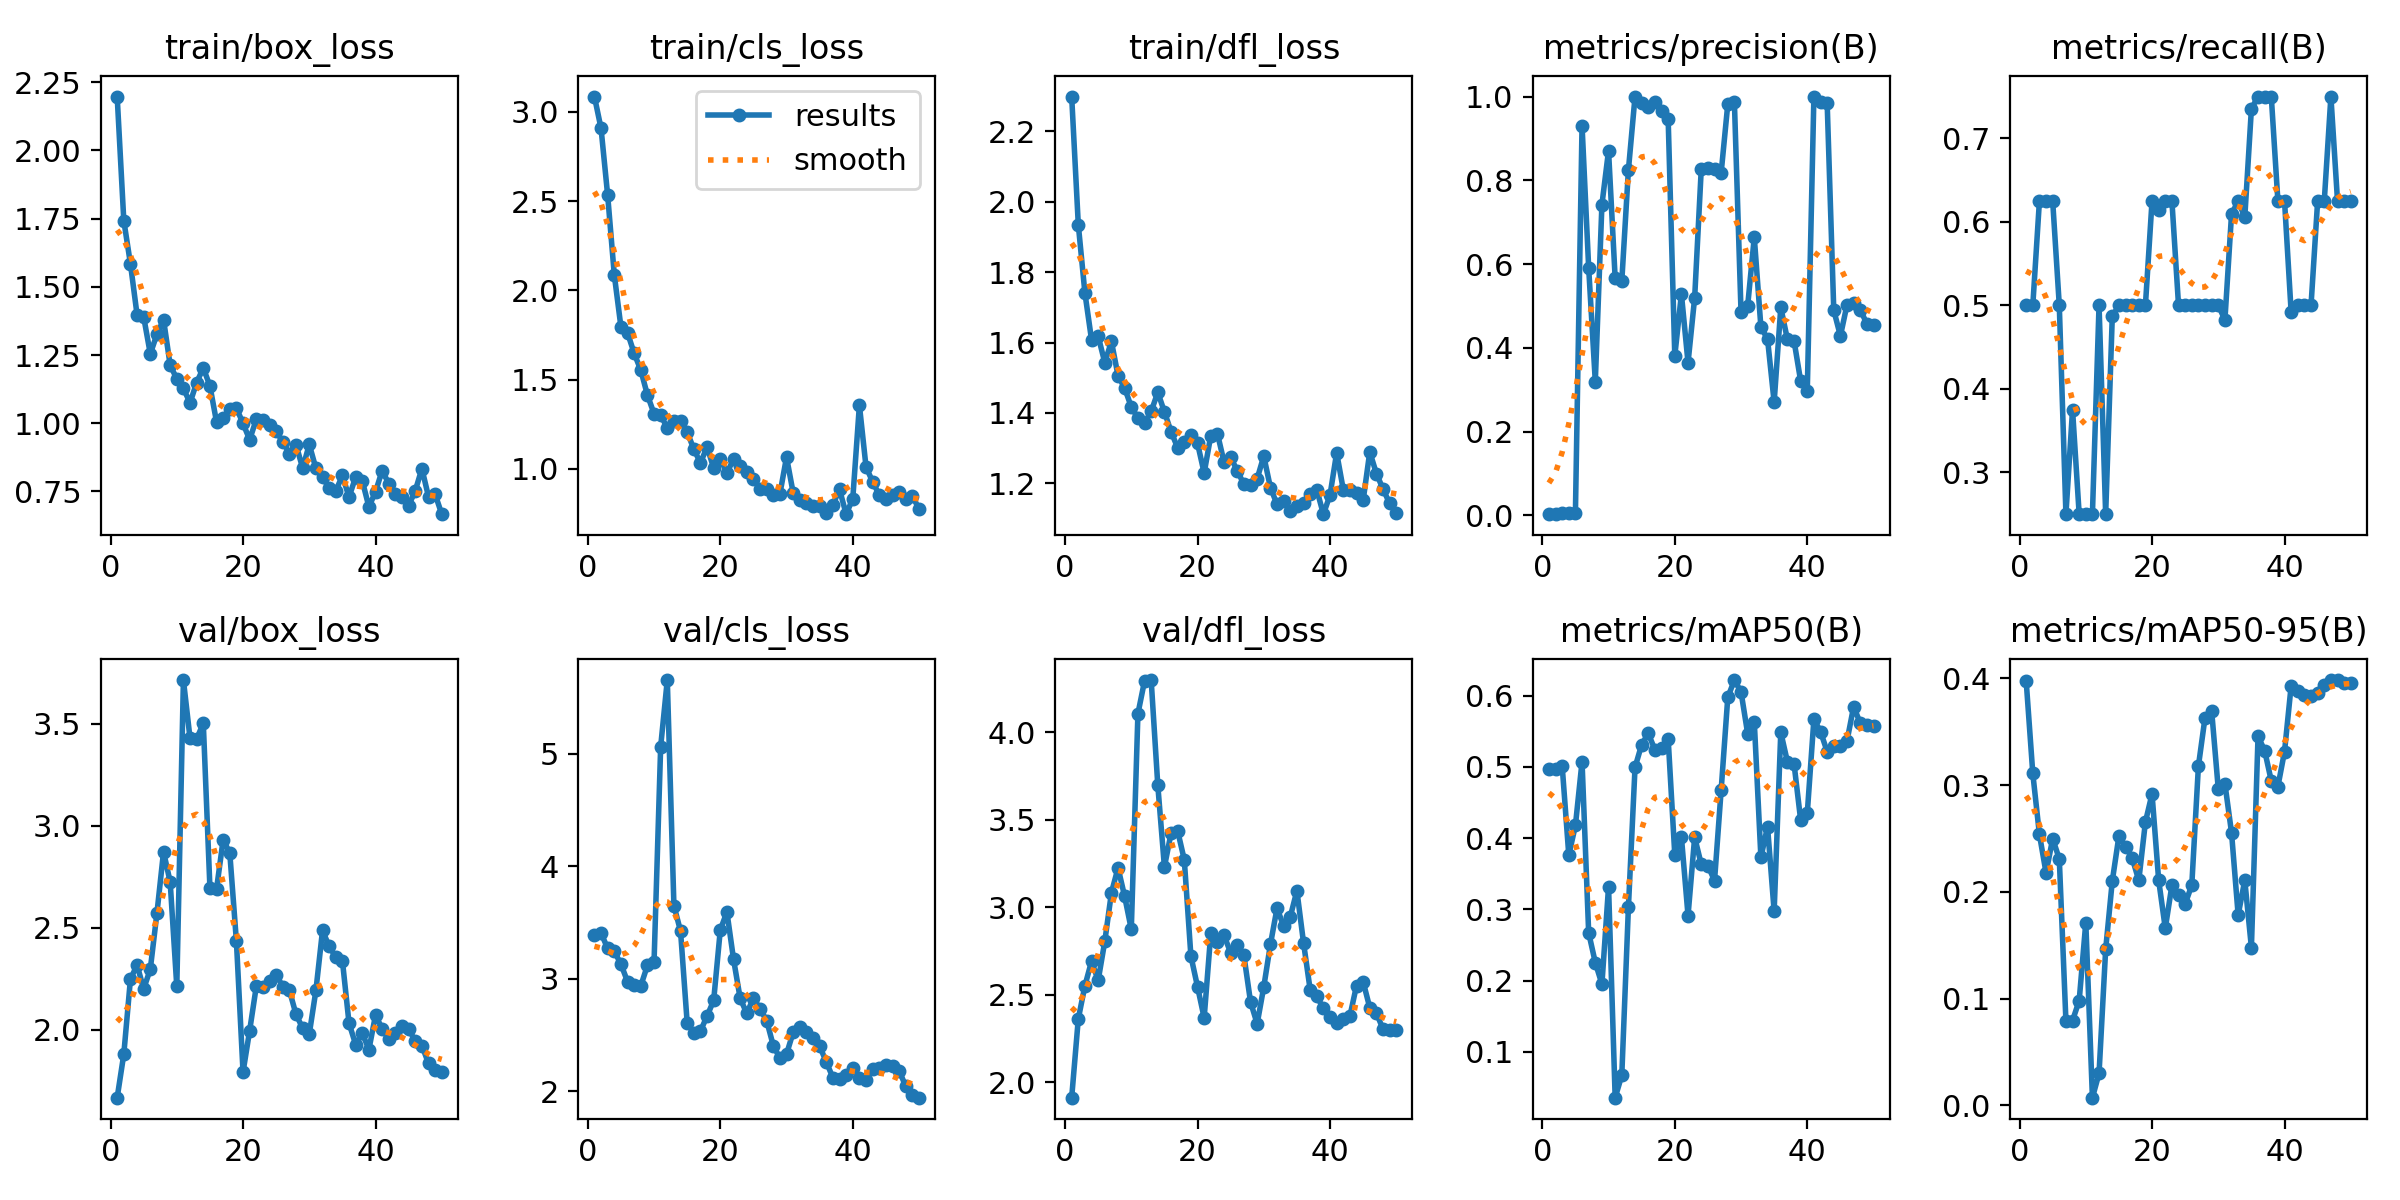 train/box_loss
2.25
2.00
1.75
1.50
1.25
1.00
0.75
0 20 40
train/cls_loss
results
smooth
3.0
2.5
2.0
1.5
1.0
0 20 40
train/dfl_loss
2.2
2.0
1.8
1.6
1.4
1.2
0 20 40
metrics/precision(B)
1.0
0.8
0.6
0.4
0.2
0.0
0 20 40
metrics/recall(B)
0.7
0.6
0.5
0.4
0.3
0 20 40
val/box_loss
3.5
3.0
2.5
2.0
0 20 40
val/cls_loss
5
4
3
2
0 20 40
val/dfl_loss
4.0
3.5
3.0
2.5
2.0
0 20 40
metrics/mAP50(B)
0.6
0.5
0.4
0.3
0.2
0.1
0 20 40
metrics/mAP50-95(B)
0.4
0.3
0.2
0.1
0.0
0 20 40